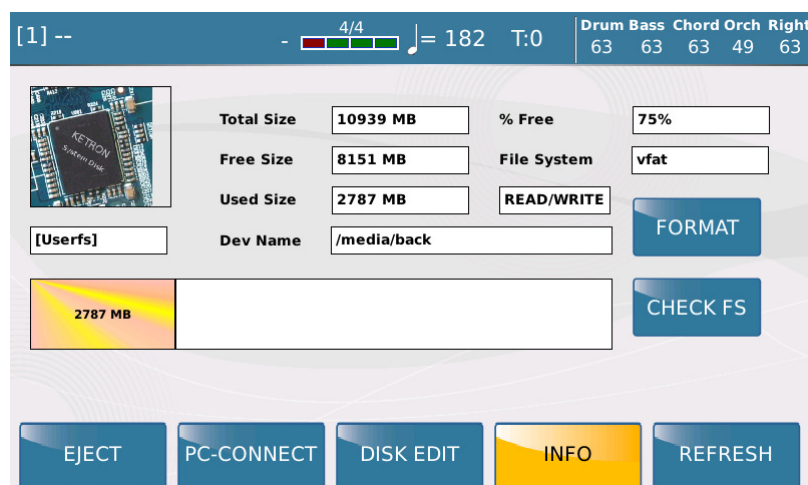 [1] --
- 4/4 = 182 T:0
Drum Bass Chord Orch Right
63 63 63 49 63
KETRON
System Disk
Total Size 10939 MB % Free 75%
Free Size 8151 MB File System vfat
Used Size 2787 MB READ/WRITE
FORMAT
[Userfs] Dev Name /media/back
2787 MB
CHECK FS
EJECT PC-CONNECT DISK EDIT INFO REFRESH